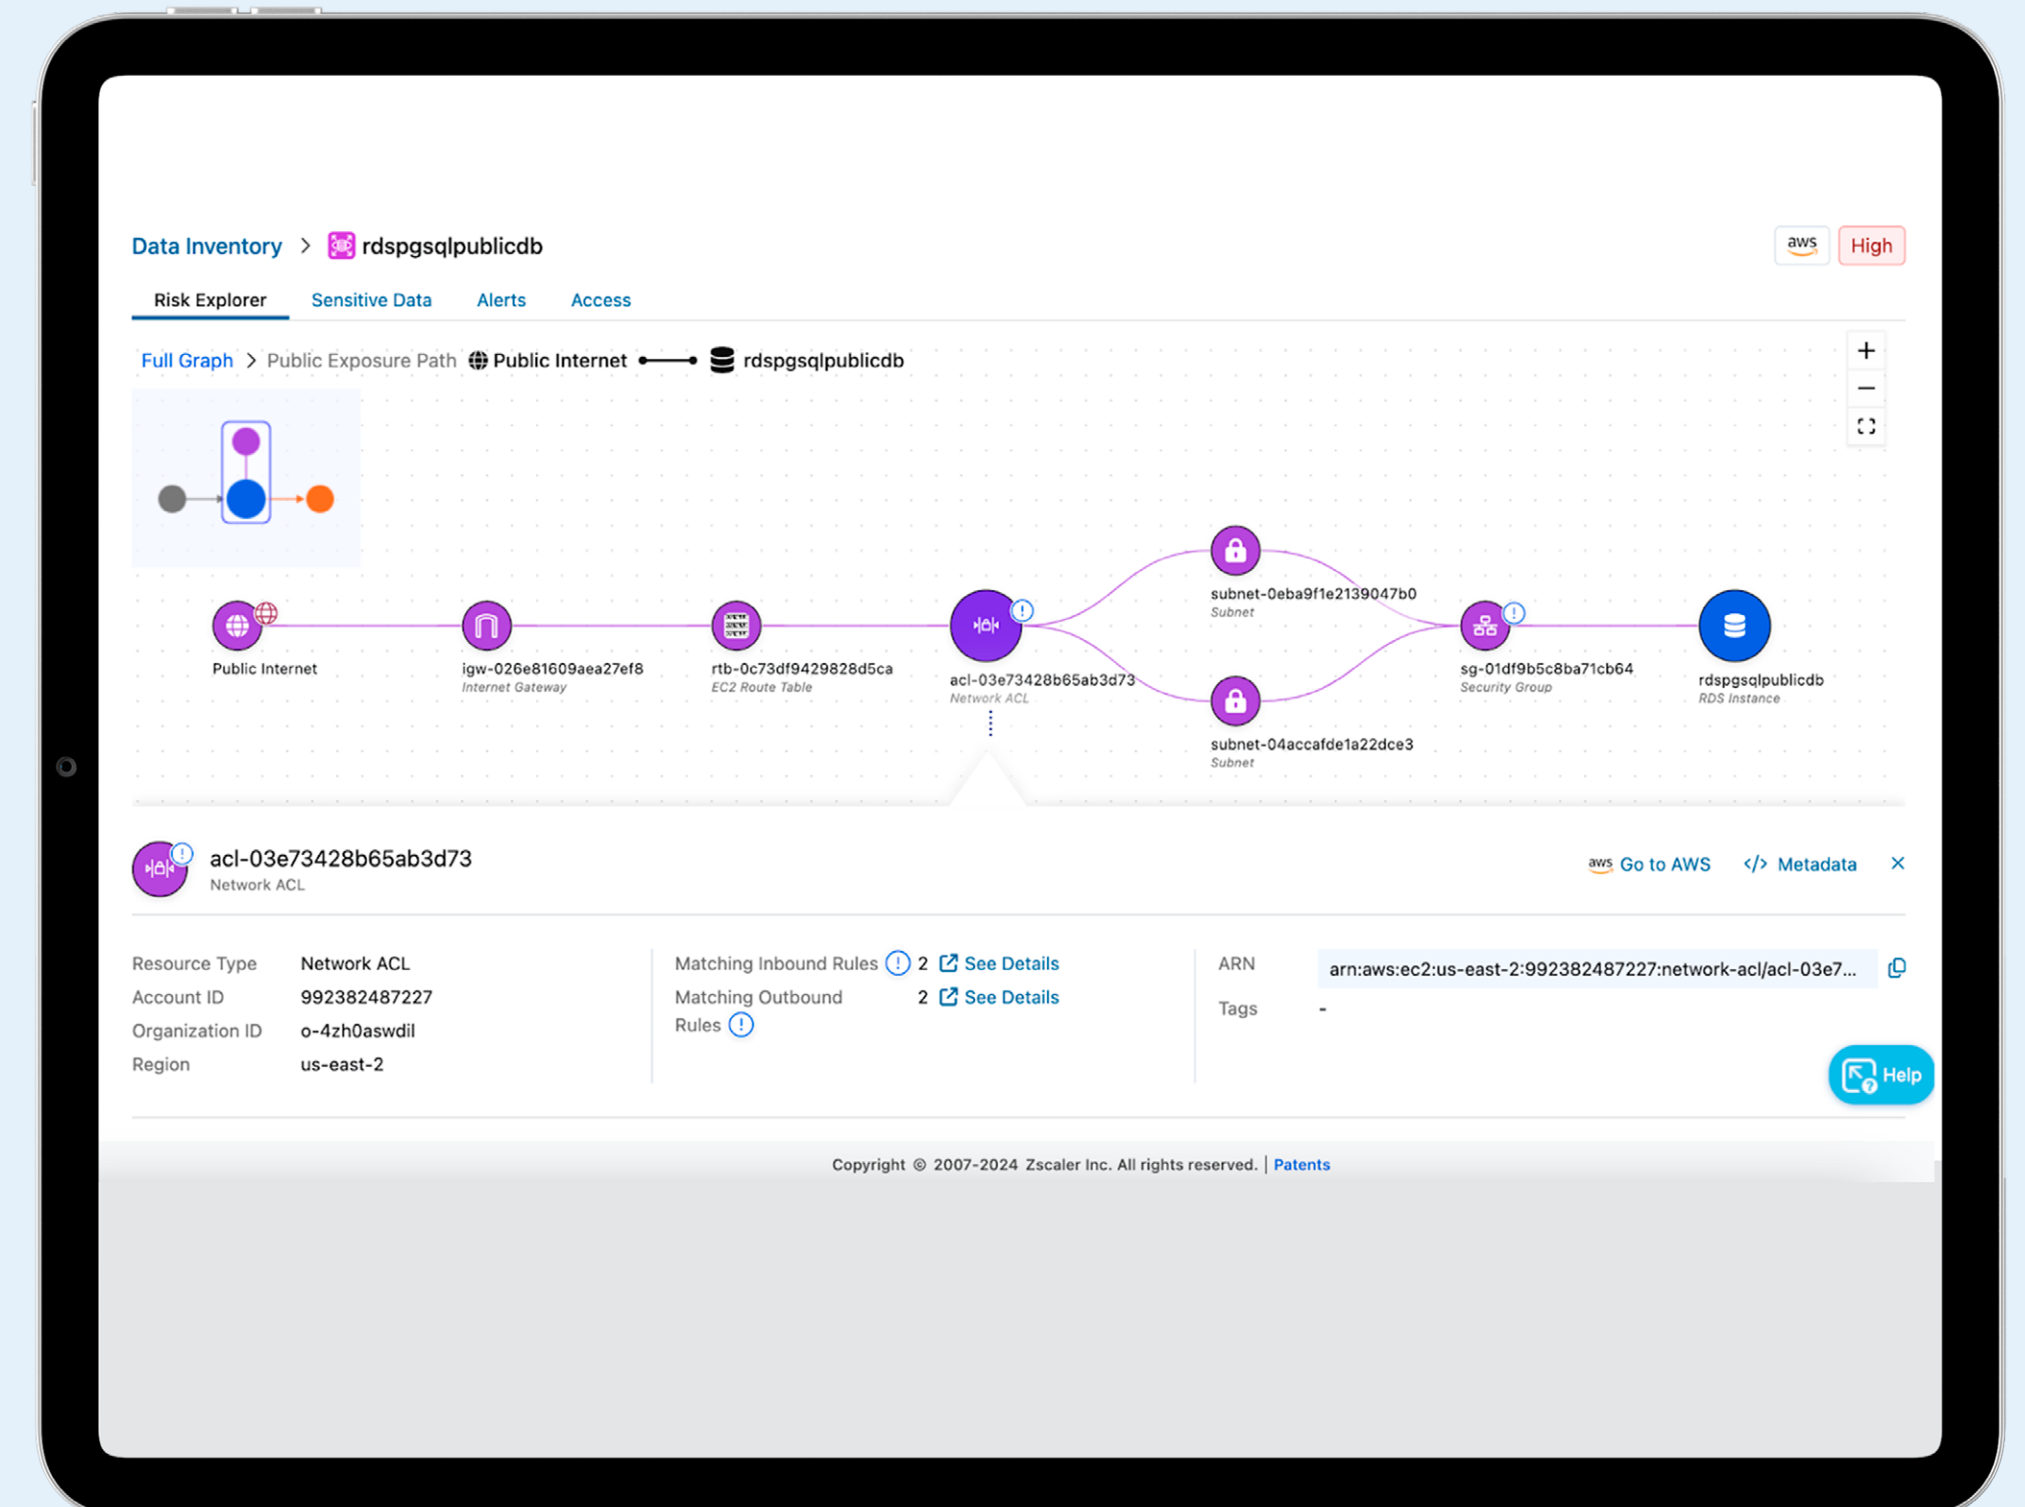 Data Inventory > rdspgsqlpublicdb
aws High
Risk Explorer Sensitive Data Alerts Access
Full Graph > Public Exposure Path Public Internet rdspgsqlpublicdb
subnet-0eba9f1e2139047b0
Subnet
Public Internet
igw-026e81609aea27ef8
Internet Gateway
rtb-0c73df9429828d5ca
EC2 Route Table
acl-03e73428b65ab3d73
Network ACL
sg-01df9b5c8ba71cb64
Security Group
rdspgsqlpublicdb
RDS Instance
subnet-04accafde1a22dce3
Subnet
acl-03e73428b65ab3d73
Network ACL
aws Go to AWS </> Metadata ×
Resource Type Network ACL
Account ID 992382487227
Organization ID o-4zh0aswdil
Region us-east-2
Matching Inbound Rules 2 See Details
Matching Outbound 2 See Details
Rules
ARN arn:aws:ec2:us-east-2:992382487227:network-acl/acl-03e7...
Tags -
Help
Copyright © 2007-2024 Zscaler Inc. All rights reserved. | Patents